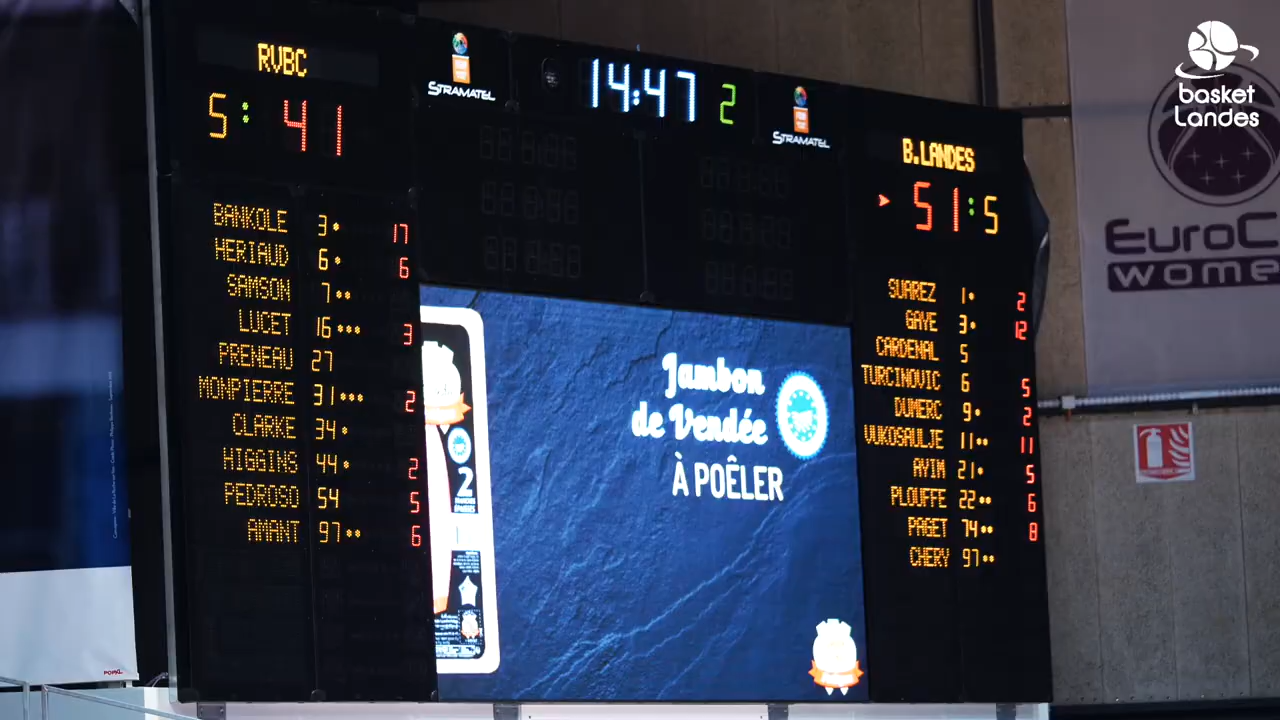 RVBC
5: 41
STRAMATEL
14:47 2
STRAMATEL
B.LANDES
51:5
BANKOLE 3• 17
HERIAUD 6• 6
SAMSON 7••
LUCET 16••• 3
PRENEAU 27
MONPIERRE 31••• 2
CLARKE 34•
HIGGINS 44• 2
PEDROSO 54 5
AMANT 97•• 6
Jambon
de Vendée
À POÊLER
2
SUAREZ 1• 2
GAYE 3• 12
CARDENAL 5
TURCINOVIC 6 5
DUMERC 9• 2
VUKOSAULJE 11•• 11
AYIM 21• 5
PLOUFFE 22•• 6
PAGET 74•• 8
CHERY 97••
basket
Landes
EUROC
WOME